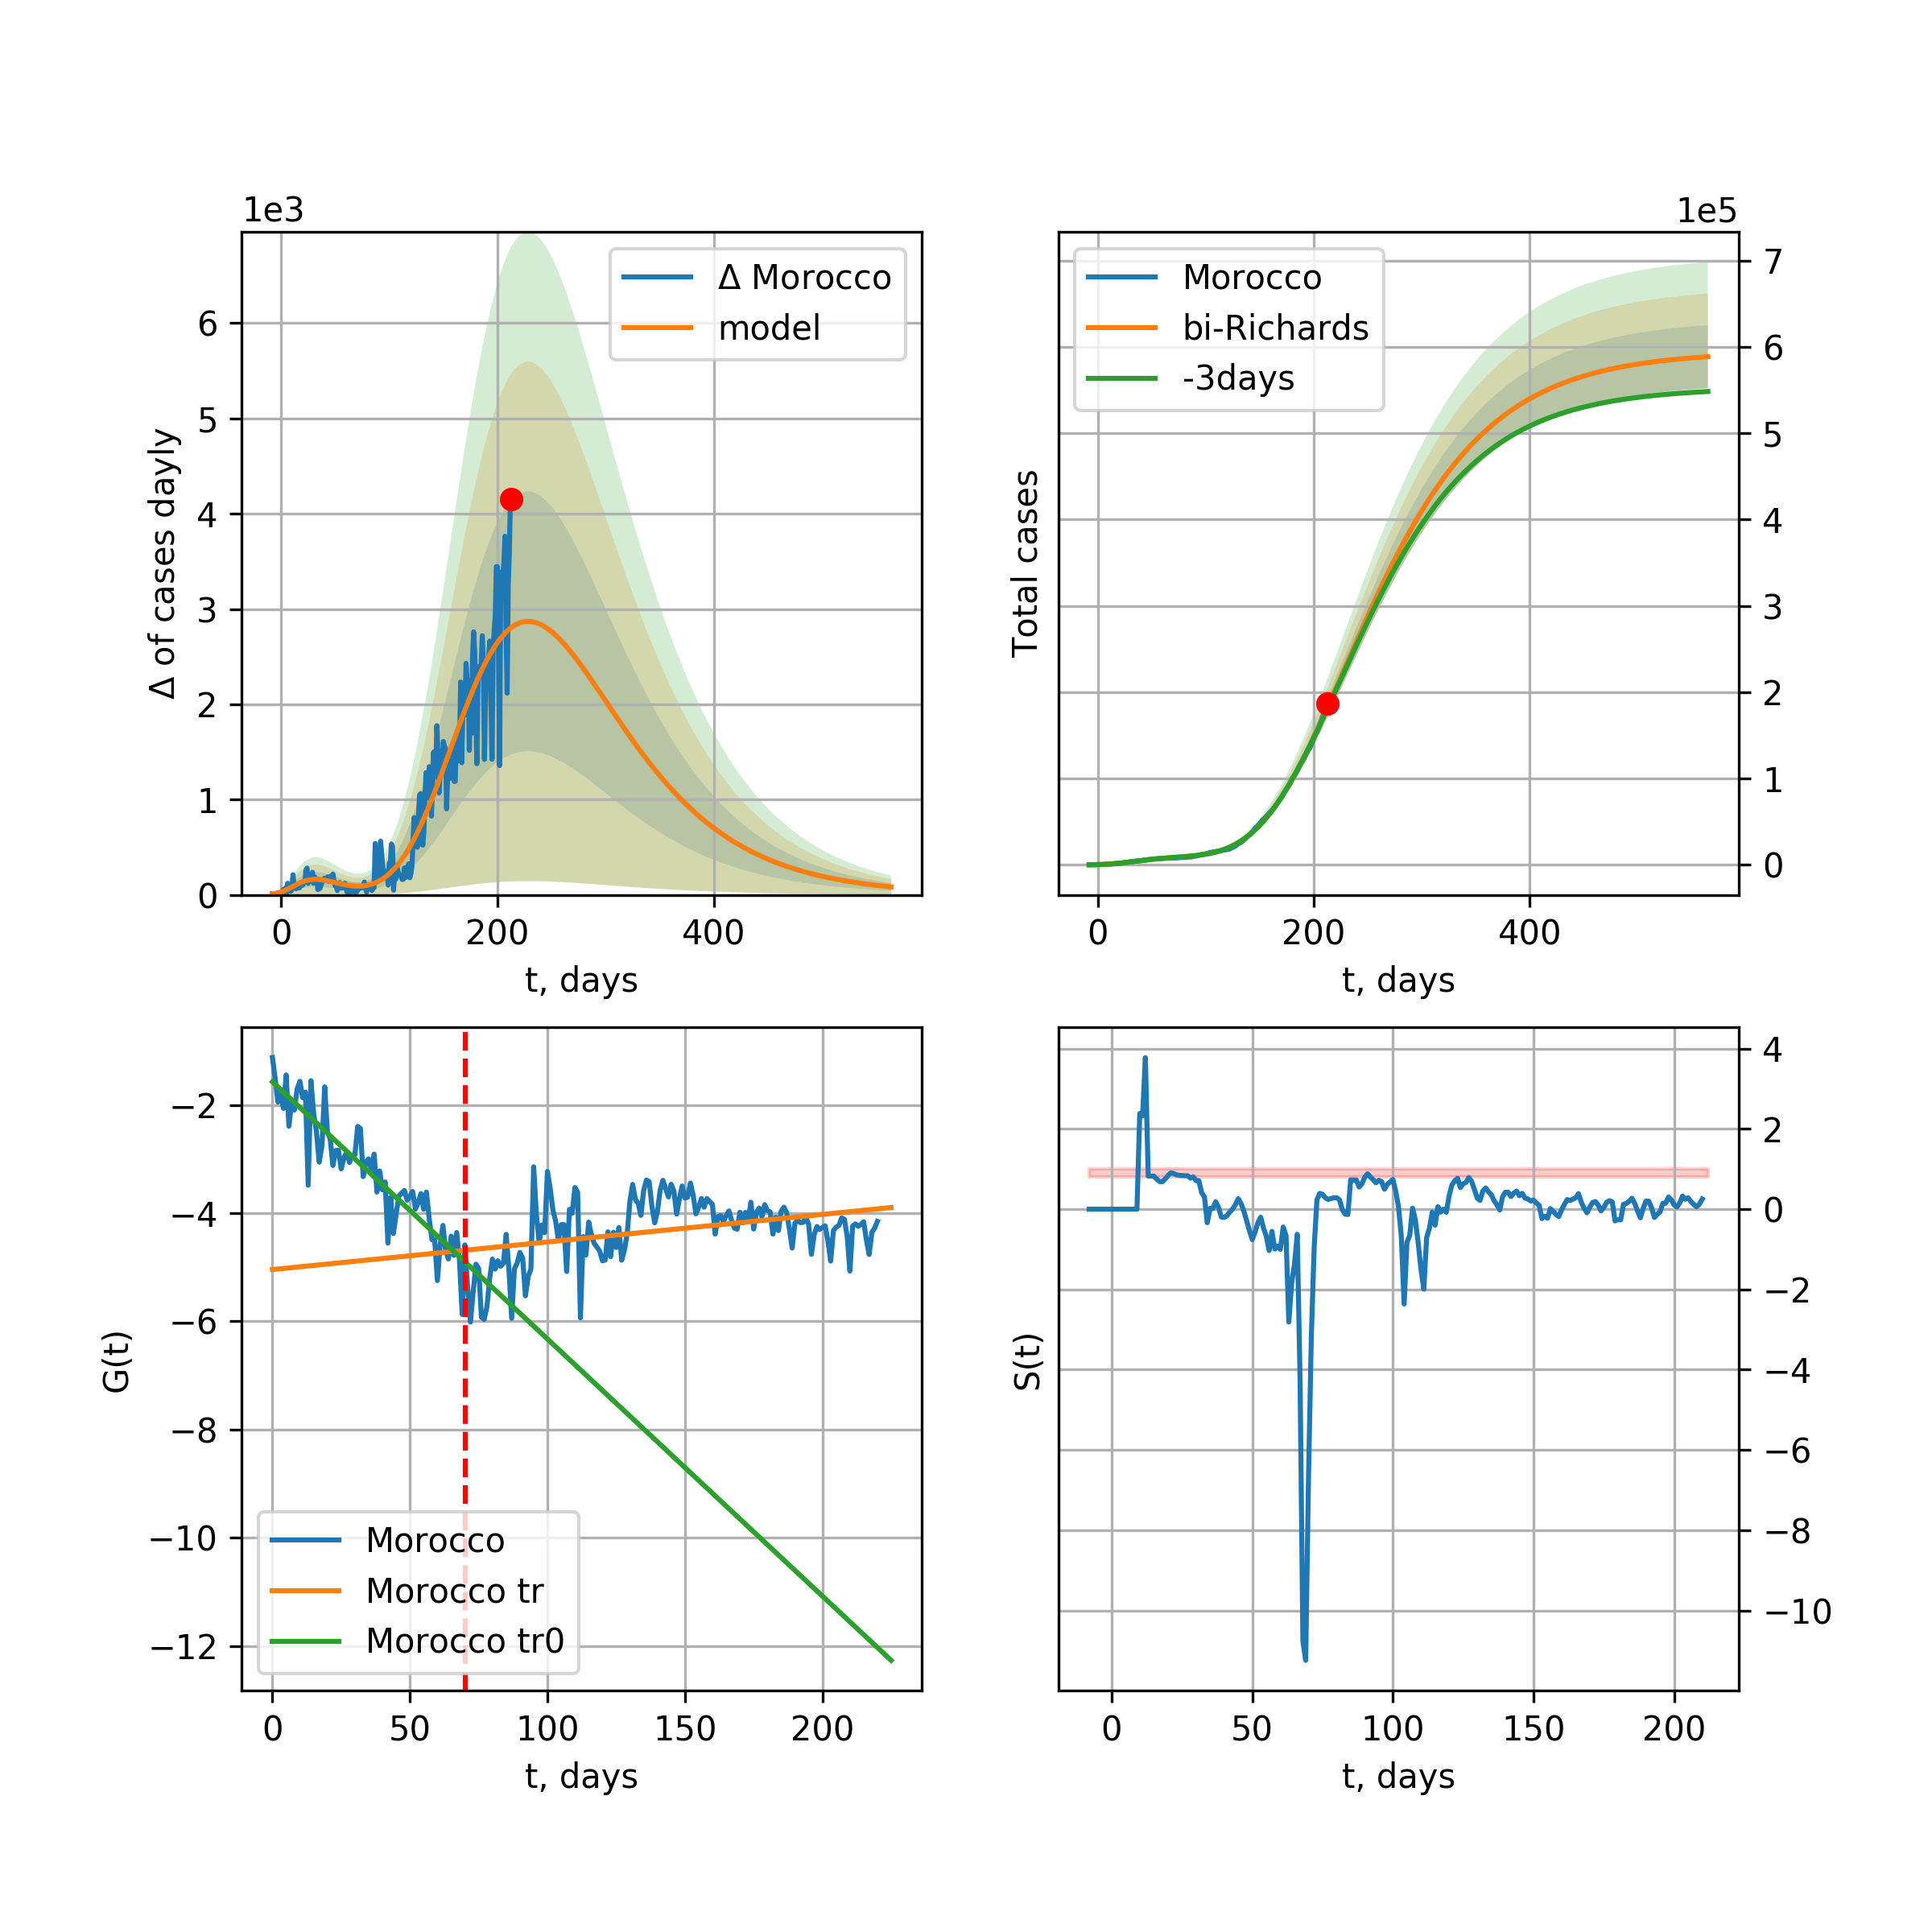 1e3
Δ of cases dayly
6
5
4
3
2
1
0
Δ Morocco
model
0 200 400
t, days
1e5
Total cases
Morocco
bi-Richards
-3days
7
6
5
4
3
2
1
0
0 200 400
t, days
G(t)
−2
−4
−6
−8
−10
−12
Morocco
Morocco tr
Morocco tr0
0 50 100 150 200
t, days
S(t)
4
2
0
−2
−4
−6
−8
−10
0 50 100 150 200
t, days